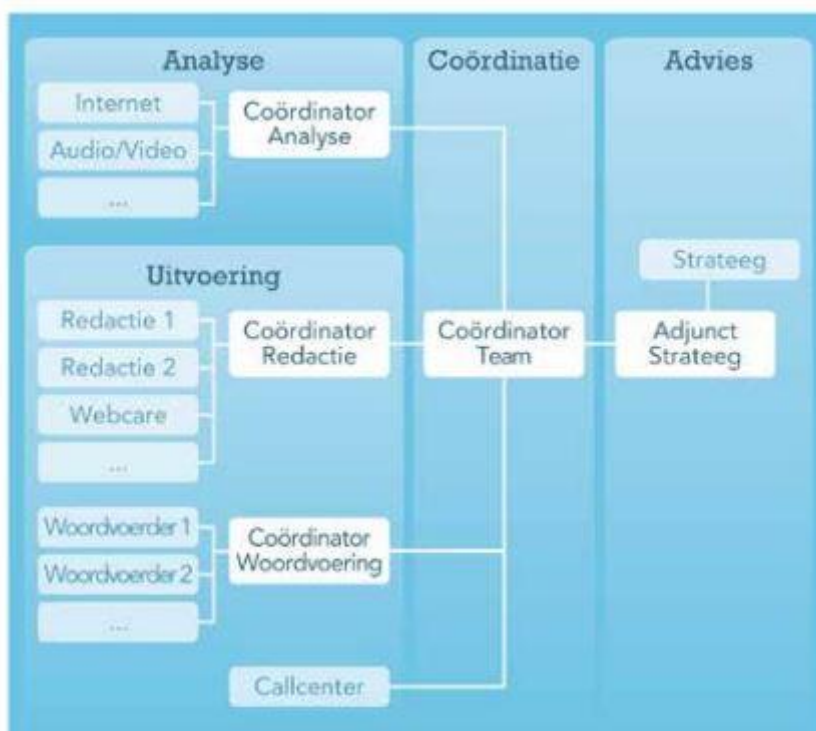 Analyse
Internet
Audio/Video
...
Coördinator
Analyse
Uitvoering
Redactie 1
Redactie 2
Webcare
...
Coördinator
Redactie
Woordvoerder 1
Woordvoerder 2
...
Coördinator
Woordvoering
Callcenter
Coördinatie
Coördinator
Team
Advies
Strateeg
Adjunct
Strateeg